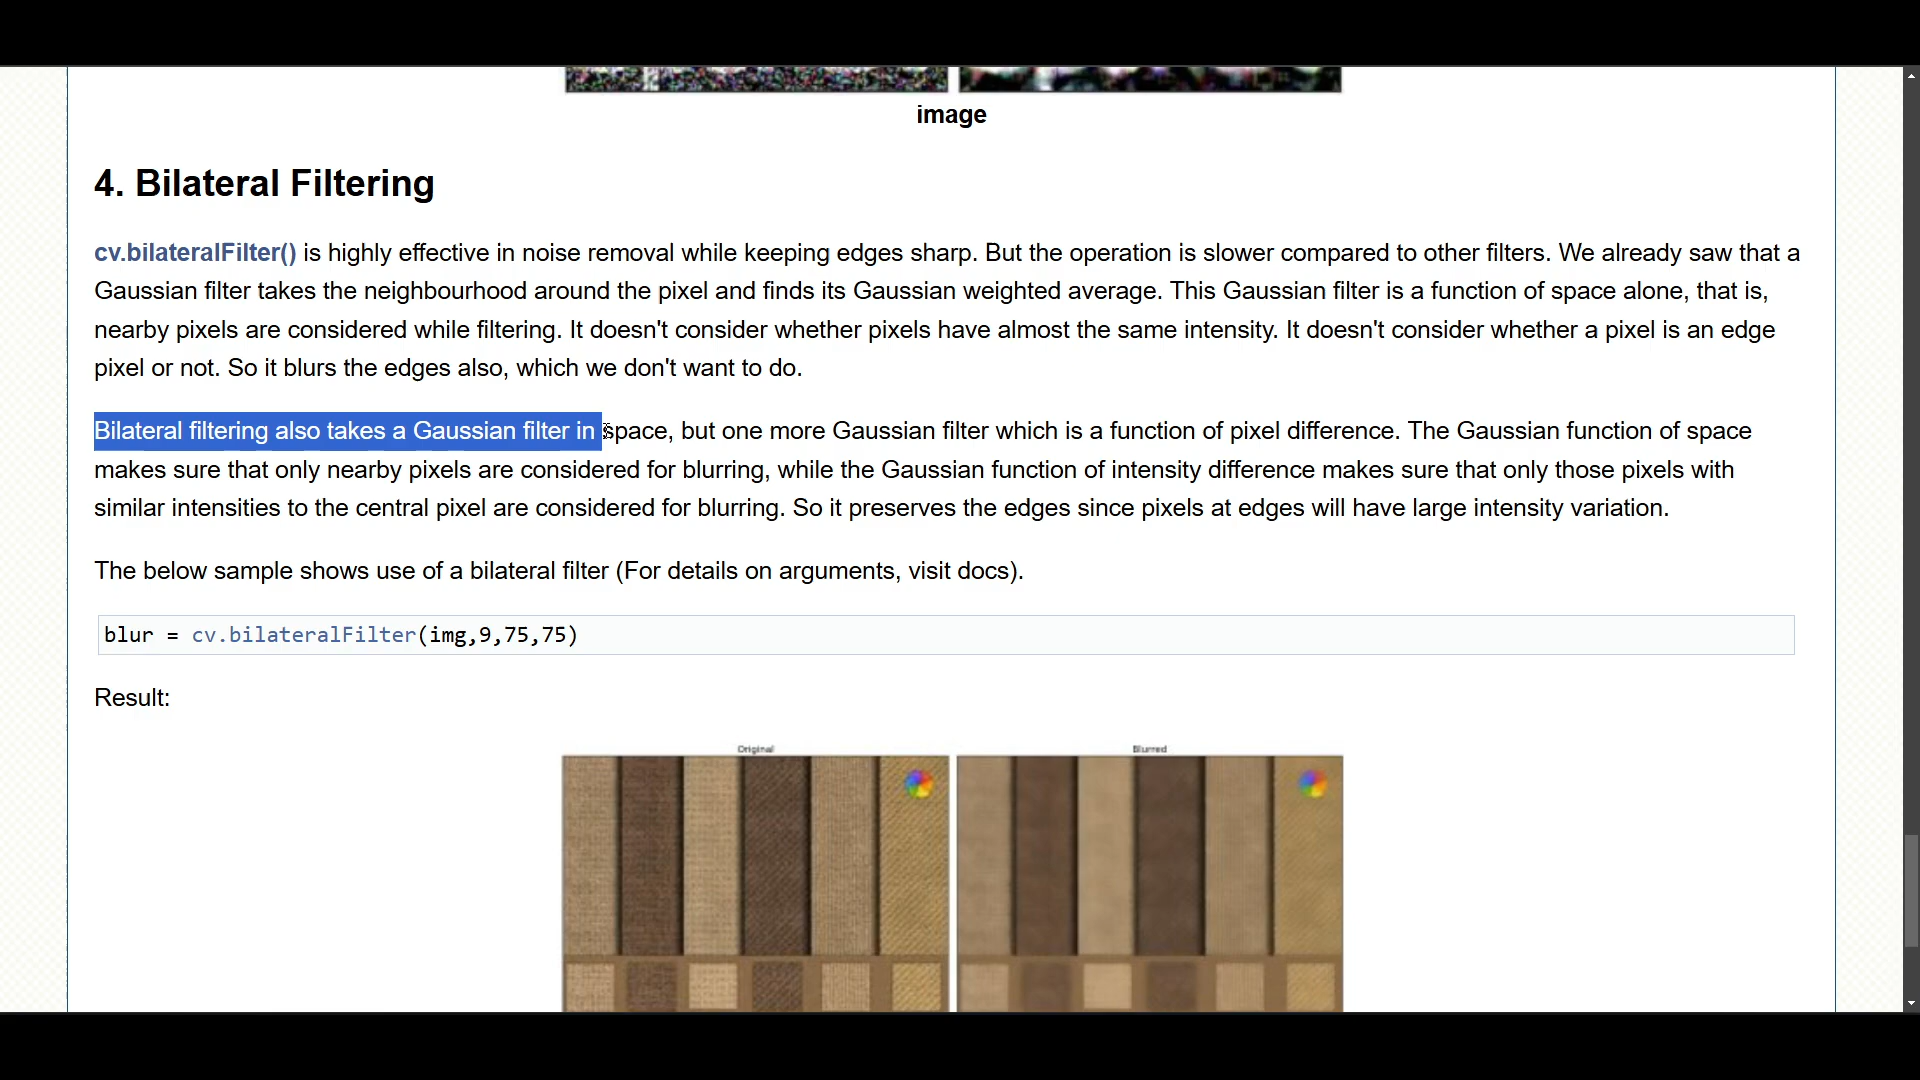 image
4. Bilateral Filtering
cv.bilateralFilter() is highly effective in noise removal while keeping edges sharp. But the operation is slower compared to other filters. We already saw that a
Gaussian filter takes the neighbourhood around the pixel and finds its Gaussian weighted average. This Gaussian filter is a function of space alone, that is,
nearby pixels are considered while filtering. It doesn't consider whether pixels have almost the same intensity. It doesn't consider whether a pixel is an edge
pixel or not. So it blurs the edges also, which we don't want to do.
Bilateral filtering also takes a Gaussian filter in space, but one more Gaussian filter which is a function of pixel difference. The Gaussian function of space
makes sure that only nearby pixels are considered for blurring, while the Gaussian function of intensity difference makes sure that only those pixels with
similar intensities to the central pixel are considered for blurring. So it preserves the edges since pixels at edges will have large intensity variation.
The below sample shows use of a bilateral filter (For details on arguments, visit docs).
blur = cv.bilateralFilter(img,9,75,75)
Result:
Original
Blurred